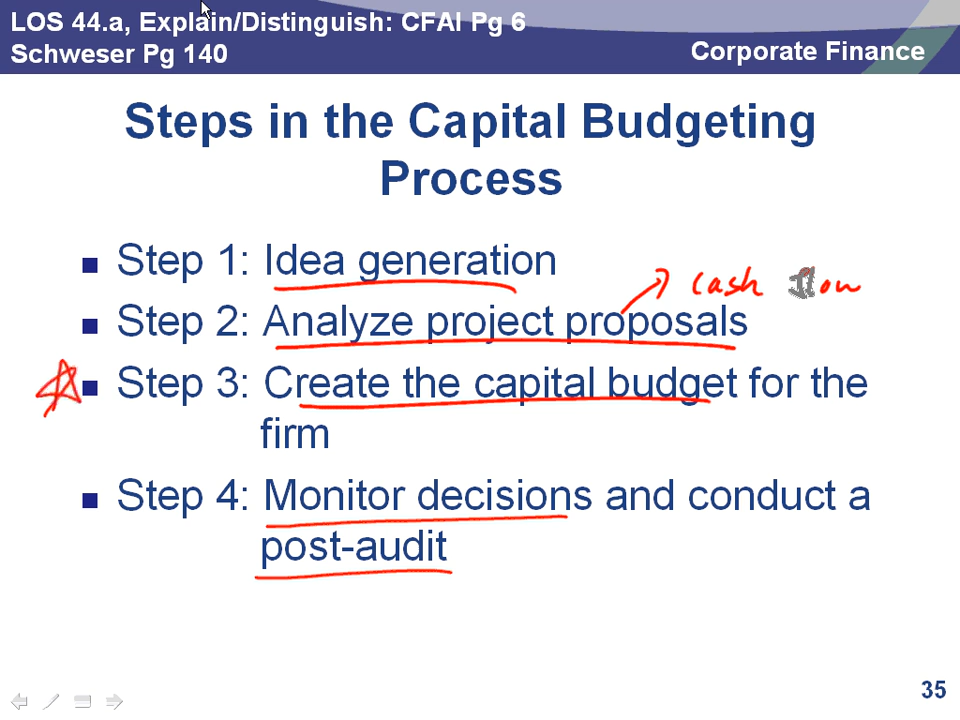 LOS 44.a, Explain/Distinguish: CFAI Pg 6
Schweser Pg 140
Corporate Finance
Steps in the Capital Budgeting
Process
Step 1: Idea generation
cash flow
Step 2: Analyze project proposals
Step 3: Create the capital budget for the
firm
Step 4: Monitor decisions and conduct a
post-audit
35